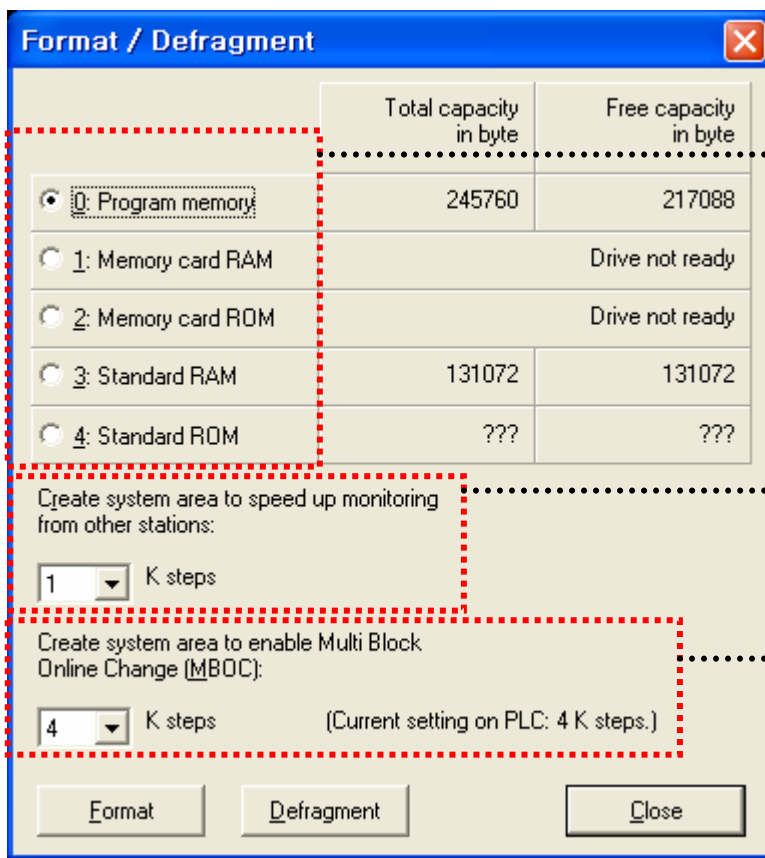 Format / Defragment
Total capacity in byte
Free capacity in byte
0: Program memory 245760 217088
1: Memory card RAM Drive not ready
2: Memory card ROM Drive not ready
3: Standard RAM 131072 131072
4: Standard ROM ??? ???
Create system area to speed up monitoring
from other stations:
1 K steps
Create system area to enable Multi Block
Online Change (MBOC):
4 K steps (Current setting on PLC: 4 K steps.)
Format Defragment Close